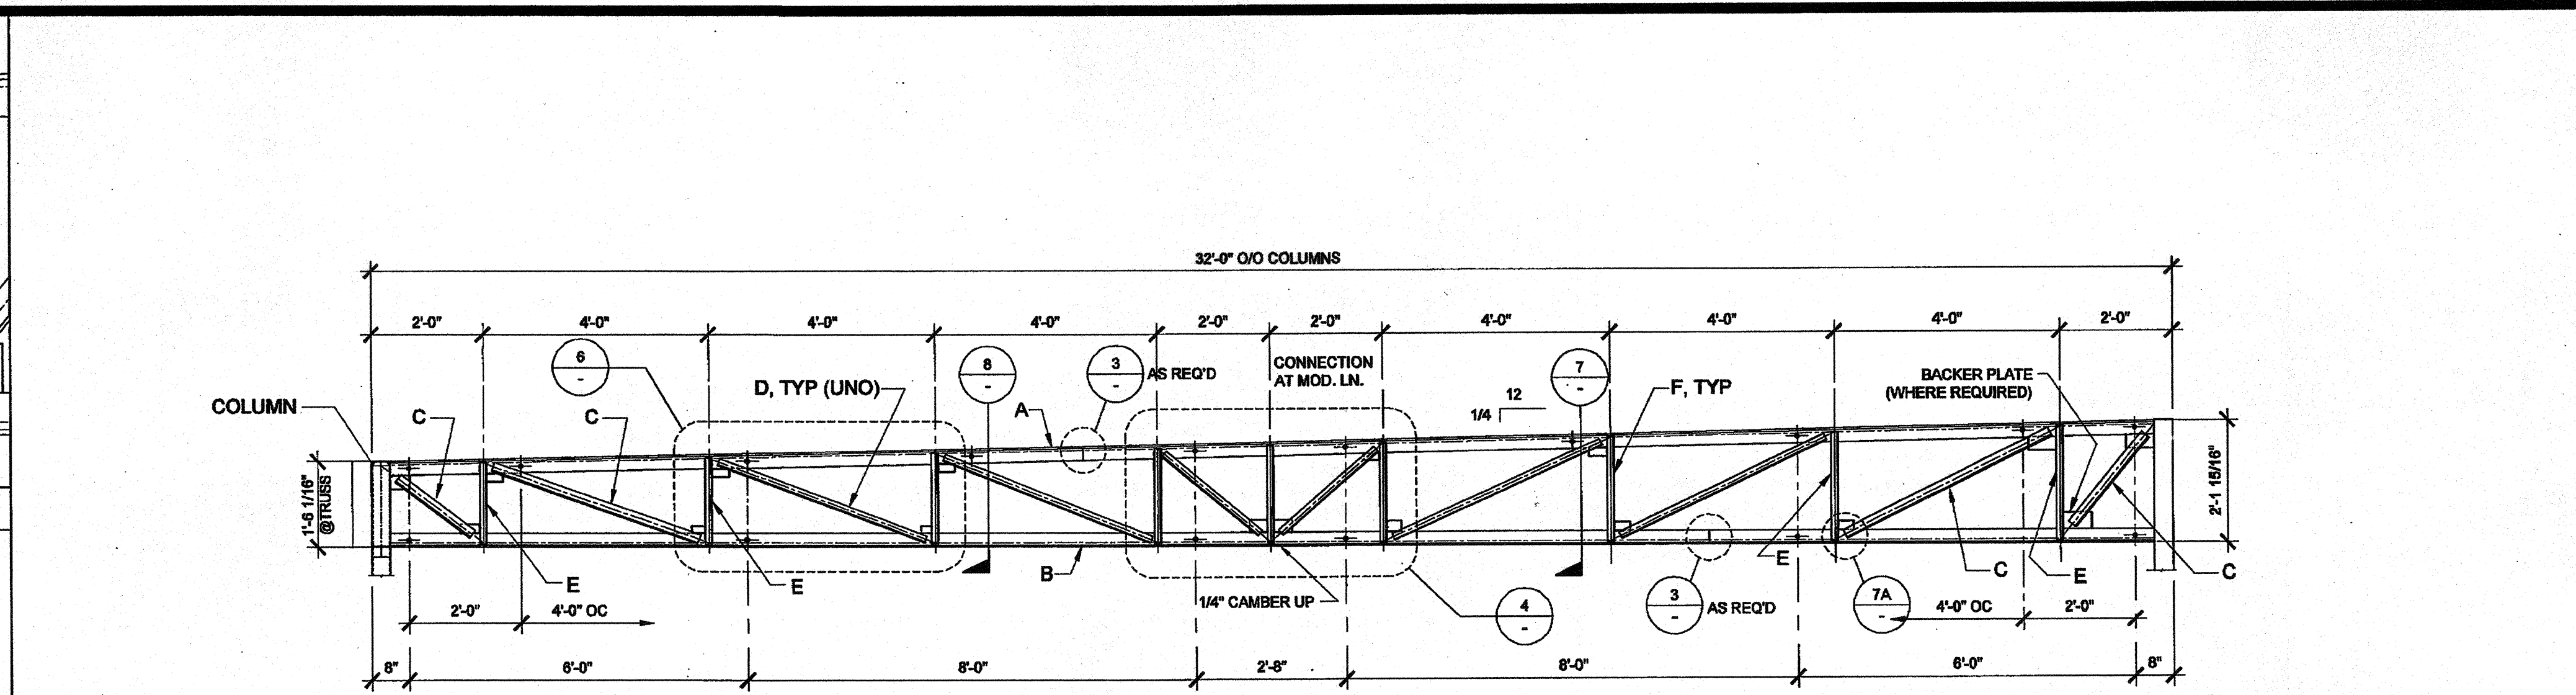 32'-0" O/O COLUMNS
2'-0"
4'-0"
4'-0"
4'-0"
2'-0"
2'-0"
4'-0"
4'-0"
4'-0"
2'-0"
6
-
8
-
3
-
AS REQ'D
CONNECTION
AT MOD. LN.
7
-
12
1/4
D, TYP (UNO)
F, TYP
BACKER PLATE
(WHERE REQUIRED)
COLUMN
C
C
A
1'-6 1/16"
@TRUSS
2'-1 15/16"
E
E
B
E
C
E
C
1/4" CAMBER UP
4
-
3
-
AS REQ'D
7A
-
2'-0"
4'-0" OC
4'-0" OC
2'-0"
8"
6'-0"
8'-0"
2'-8"
8'-0"
6'-0"
8"